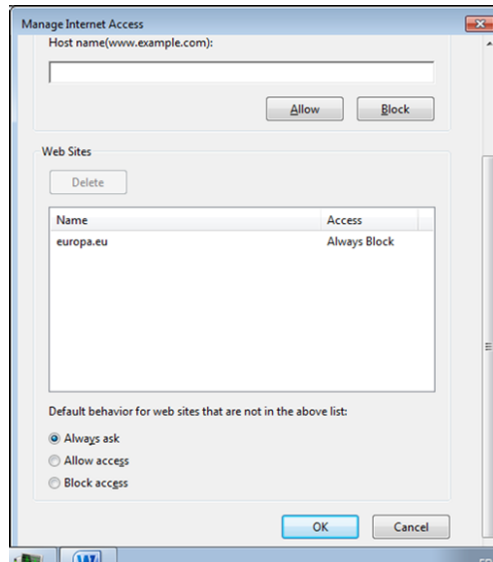 Manage Internet Access
Host name(www.example.com):
Allow Block
Web Sites
Delete
Name Access
europa.eu Always Block
Default behavior for web sites that are not in the above list:
Always ask
Allow access
Block access
OK Cancel